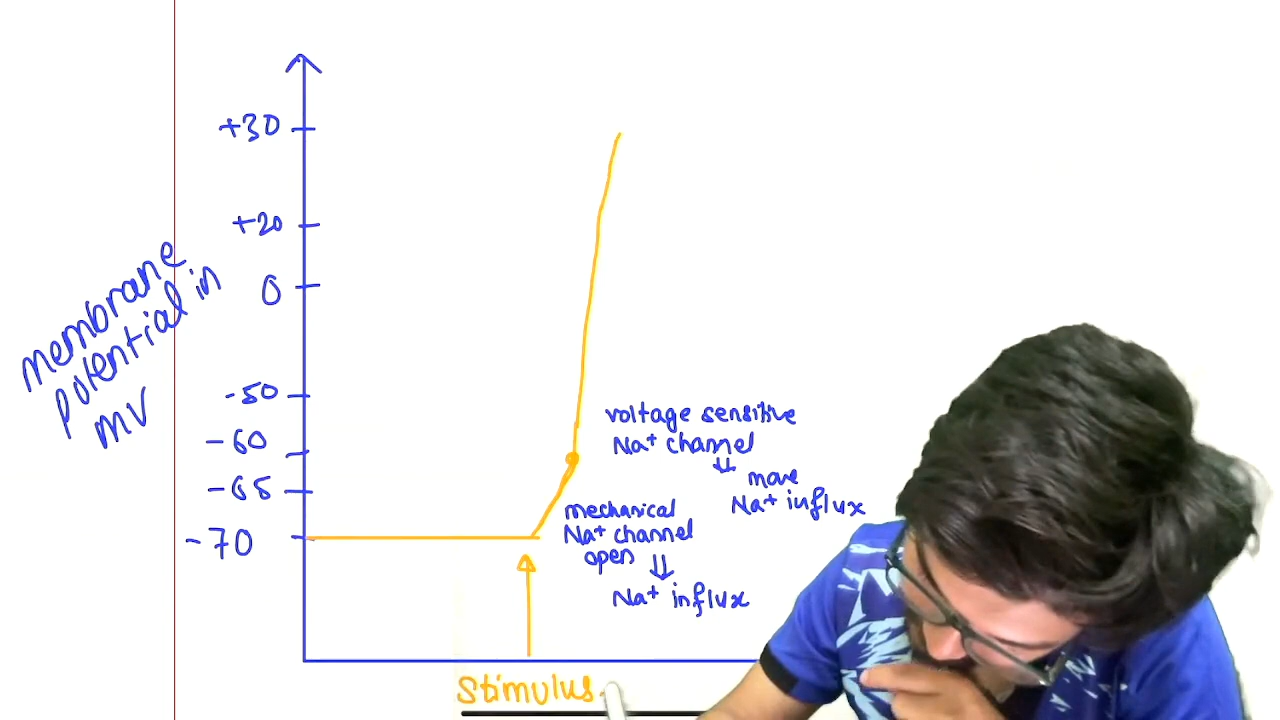 +30
+20
0
-50
-60
-65
-70
membrane
potential in
mV
voltage sensitive
Na+ channel
⇓ move
Na+ influx
mechanical
Na+ channel
open
⇓
Na+ influx
Stimulus